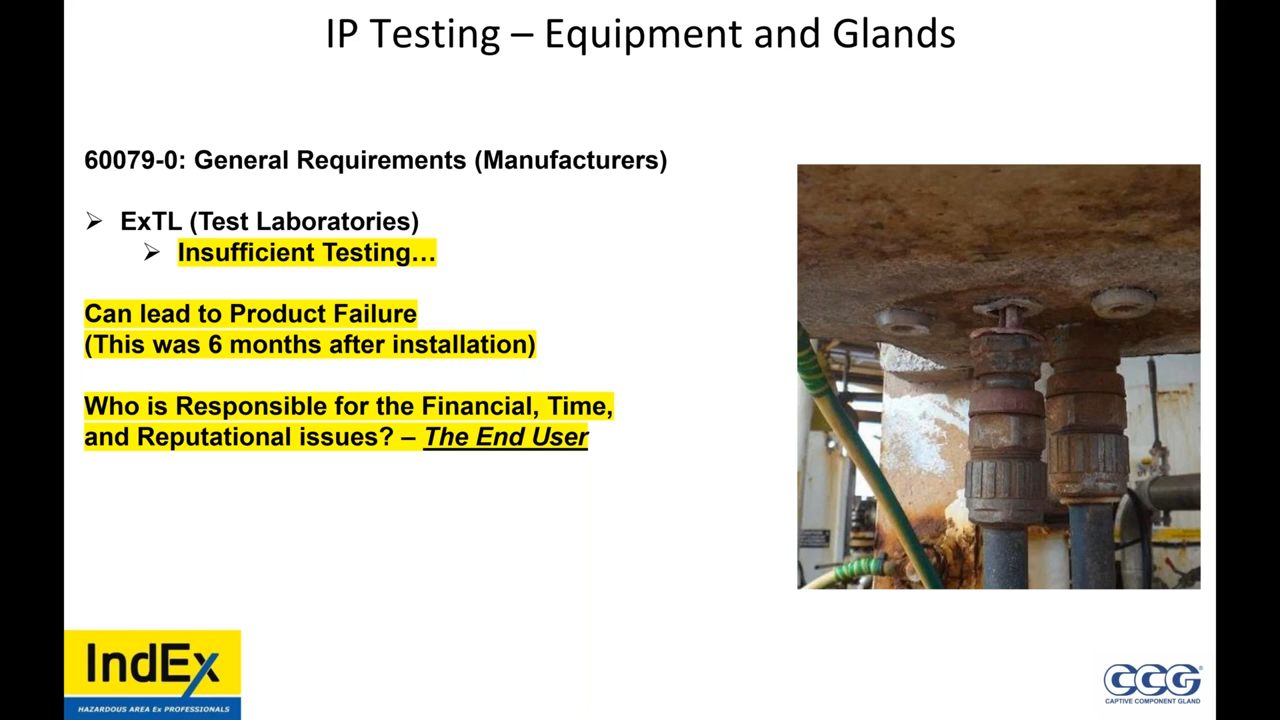 IP Testing – Equipment and Glands
60079-0: General Requirements (Manufacturers)
➢ ExTL (Test Laboratories)
➢ Insufficient Testing…
Can lead to Product Failure
(This was 6 months after installation)
Who is Responsible for the Financial, Time,
and Reputational issues? – The End User
IndEx
HAZARDOUS AREA Ex PROFESSIONALS
CCG®
CAPTIVE COMPONENT GLAND